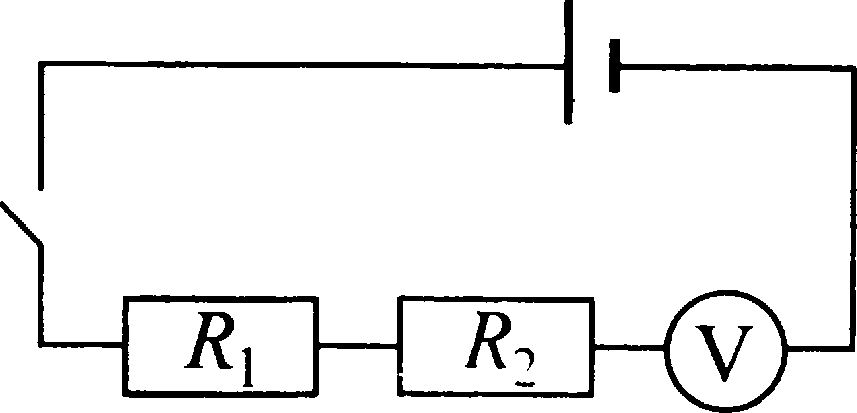 R₁ R₂ V